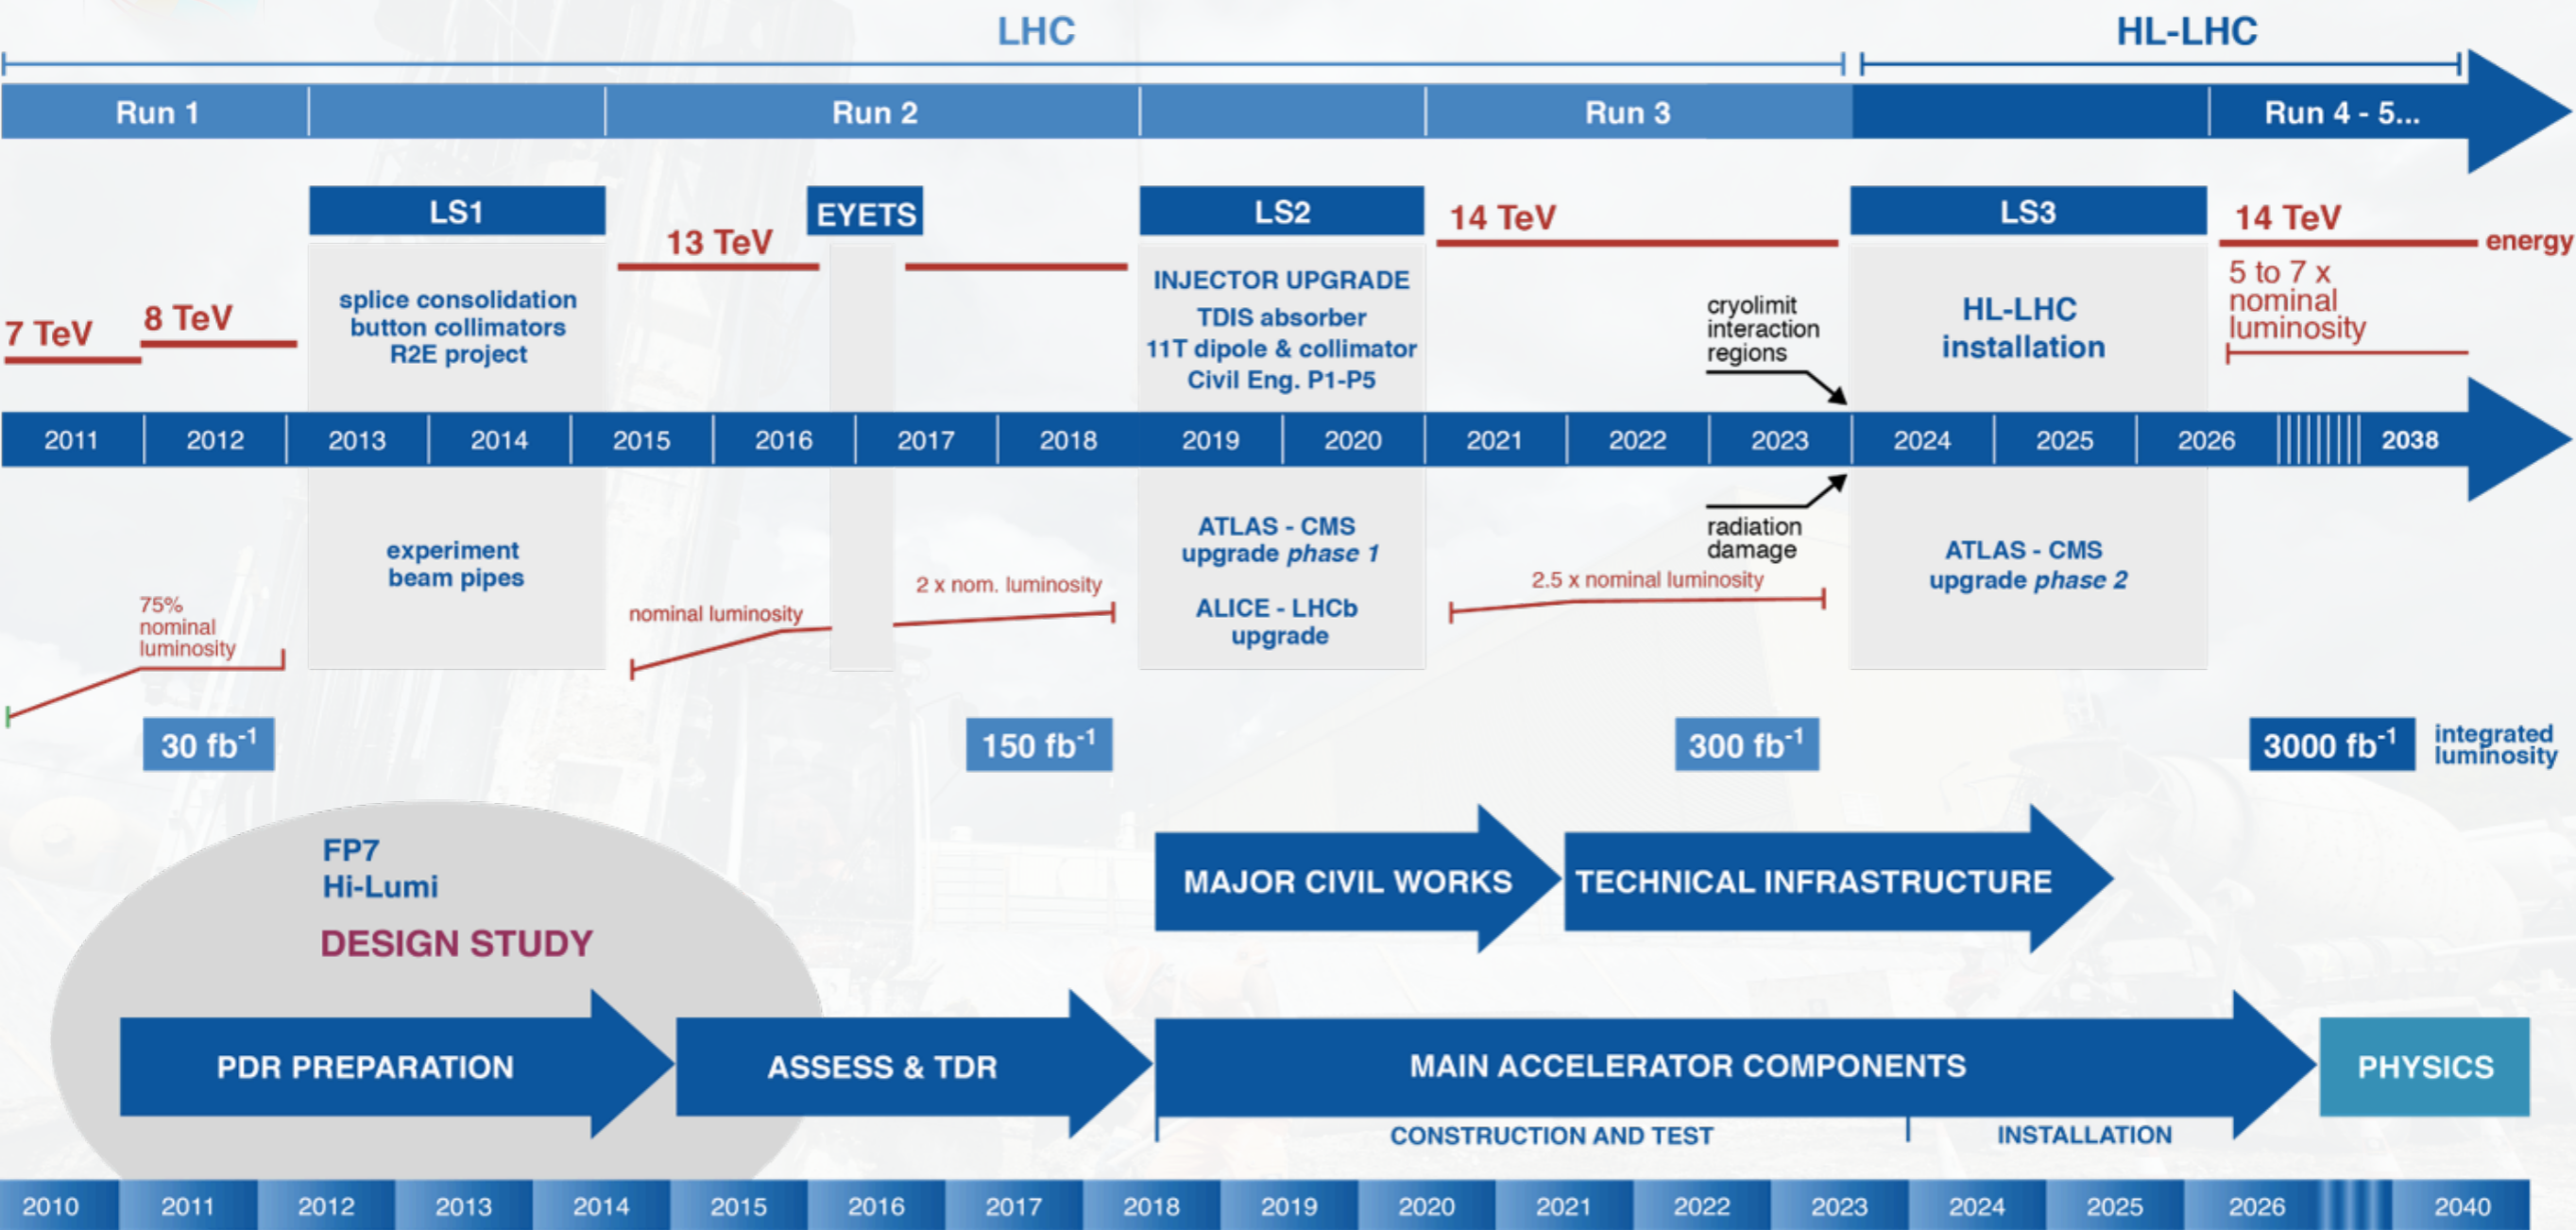 LHC
HL-LHC
Run 1
Run 2
Run 3
Run 4 - 5...
LS1
EYETS
LS2
LS3
7 TeV
8 TeV
13 TeV
14 TeV
14 TeV
energy
splice consolidation
button collimators
R2E project
INJECTOR UPGRADE
TDIS absorber
11T dipole & collimator
Civil Eng. P1-P5
cryolimit
interaction
regions
HL-LHC
installation
5 to 7 x
nominal
luminosity
2011 2012 2013 2014 2015 2016 2017 2018 2019 2020 2021 2022 2023 2024 2025 2026 2038
75%
nominal
luminosity
experiment
beam pipes
nominal luminosity
2 x nom. luminosity
ATLAS - CMS
upgrade phase 1
ALICE - LHCb
upgrade
radiation
damage
2.5 x nominal luminosity
ATLAS - CMS
upgrade phase 2
30 fb-1
150 fb-1
300 fb-1
3000 fb-1
integrated
luminosity
FP7
Hi-Lumi
DESIGN STUDY
MAJOR CIVIL WORKS
TECHNICAL INFRASTRUCTURE
PDR PREPARATION
ASSESS & TDR
MAIN ACCELERATOR COMPONENTS
PHYSICS
CONSTRUCTION AND TEST
INSTALLATION
2010 2011 2012 2013 2014 2015 2016 2017 2018 2019 2020 2021 2022 2023 2024 2025 2026 2040